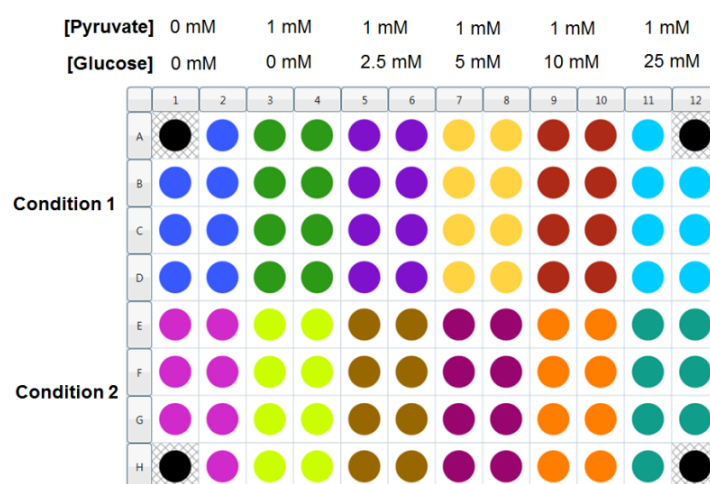 [Pyruvate] 0 mM 1 mM 1 mM 1 mM 1 mM 1 mM
[Glucose] 0 mM 0 mM 2.5 mM 5 mM 10 mM 25 mM
1 2 3 4 5 6 7 8 9 10 11 12
A
B
Condition 1
C
D
E
F
Condition 2
G
H